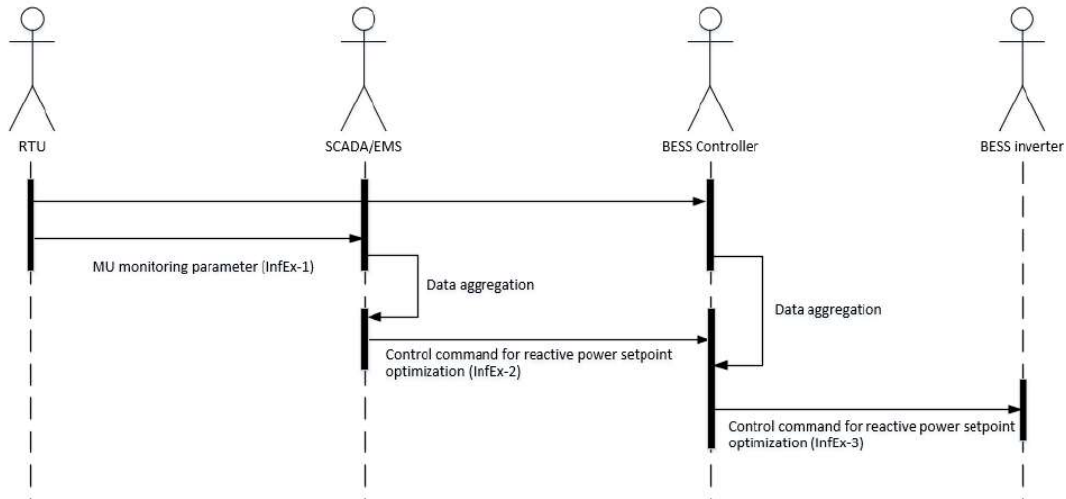 RTU
SCADA/EMS
BESS Controller
BESS inverter
MU monitoring parameter (InfEx-1)
Data aggregation
Data aggregation
Control command for reactive power setpoint
optimization (InfEx-2)
Control command for reactive power setpoint
optimization (InfEx-3)